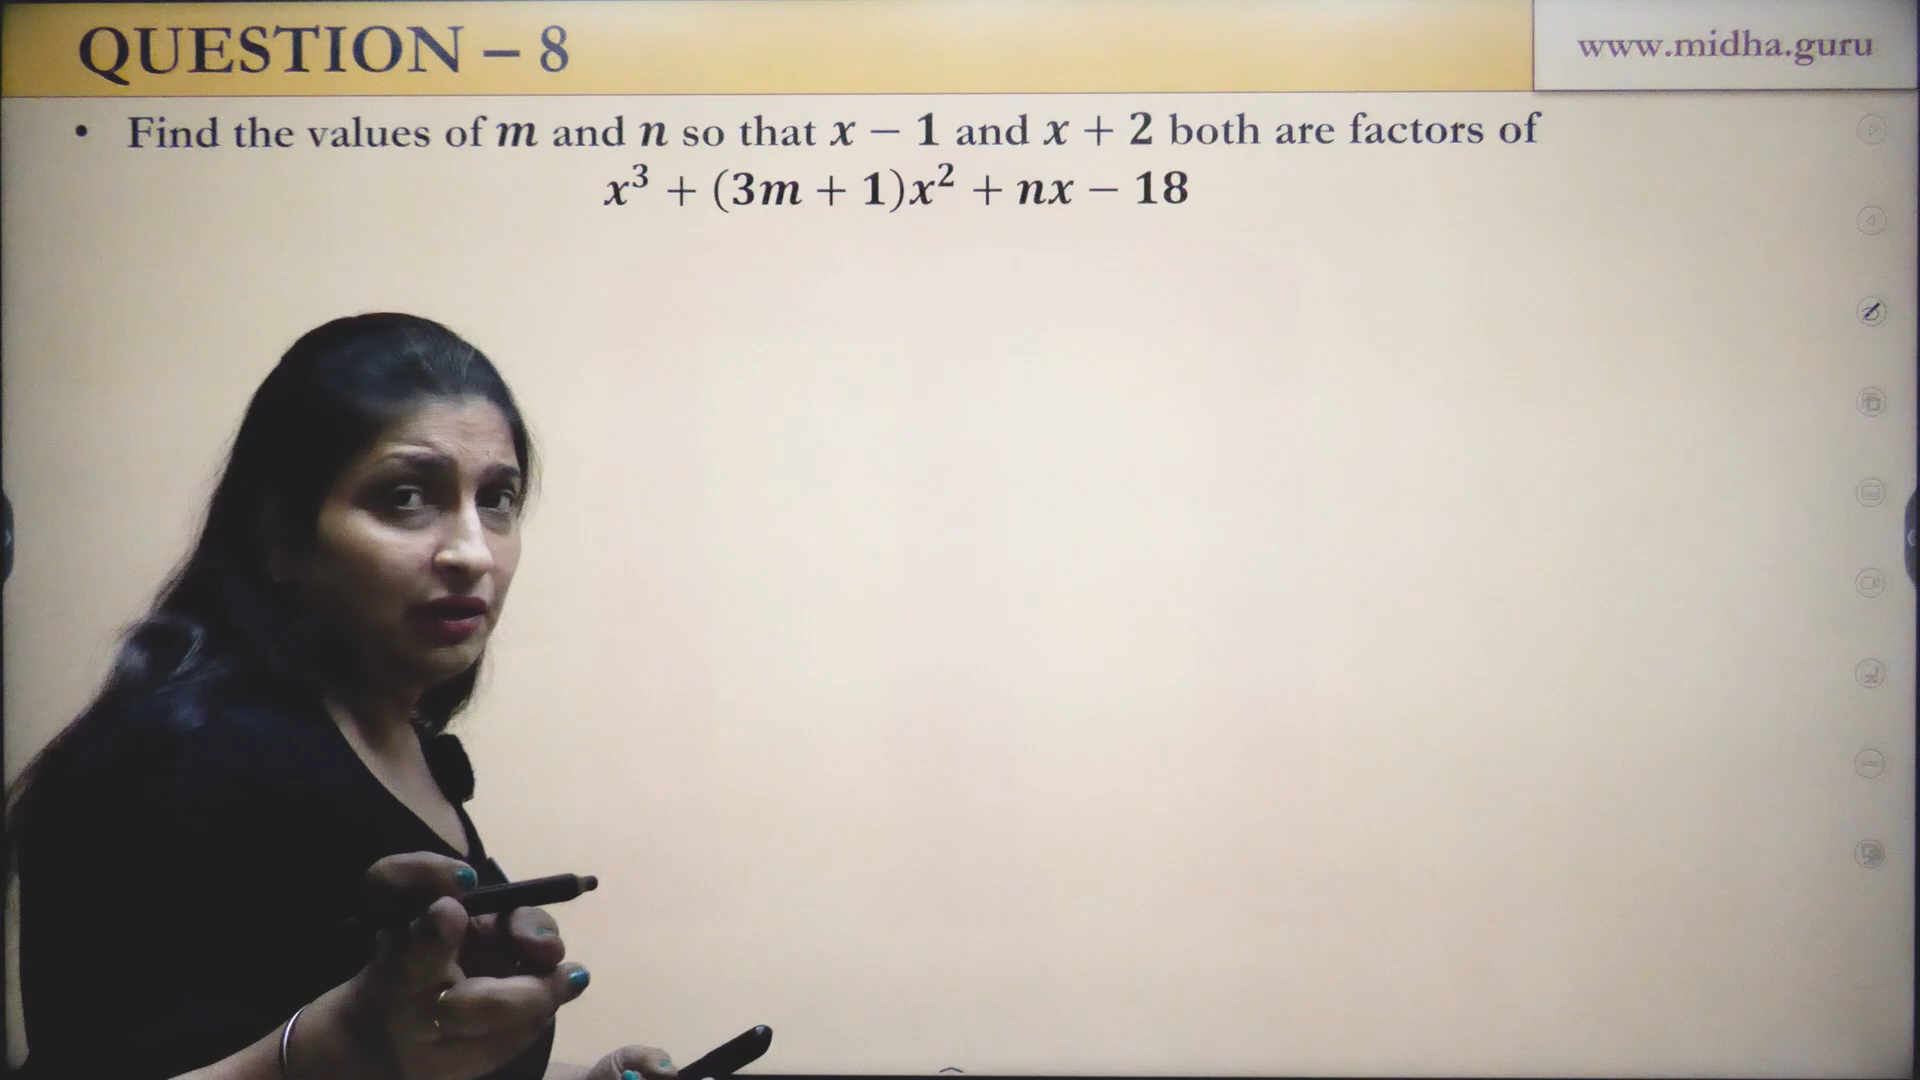 QUESTION – 8
www.midha.guru
• Find the values of m and n so that x − 1 and x + 2 both are factors of
x³ + (3m + 1)x² + nx − 18